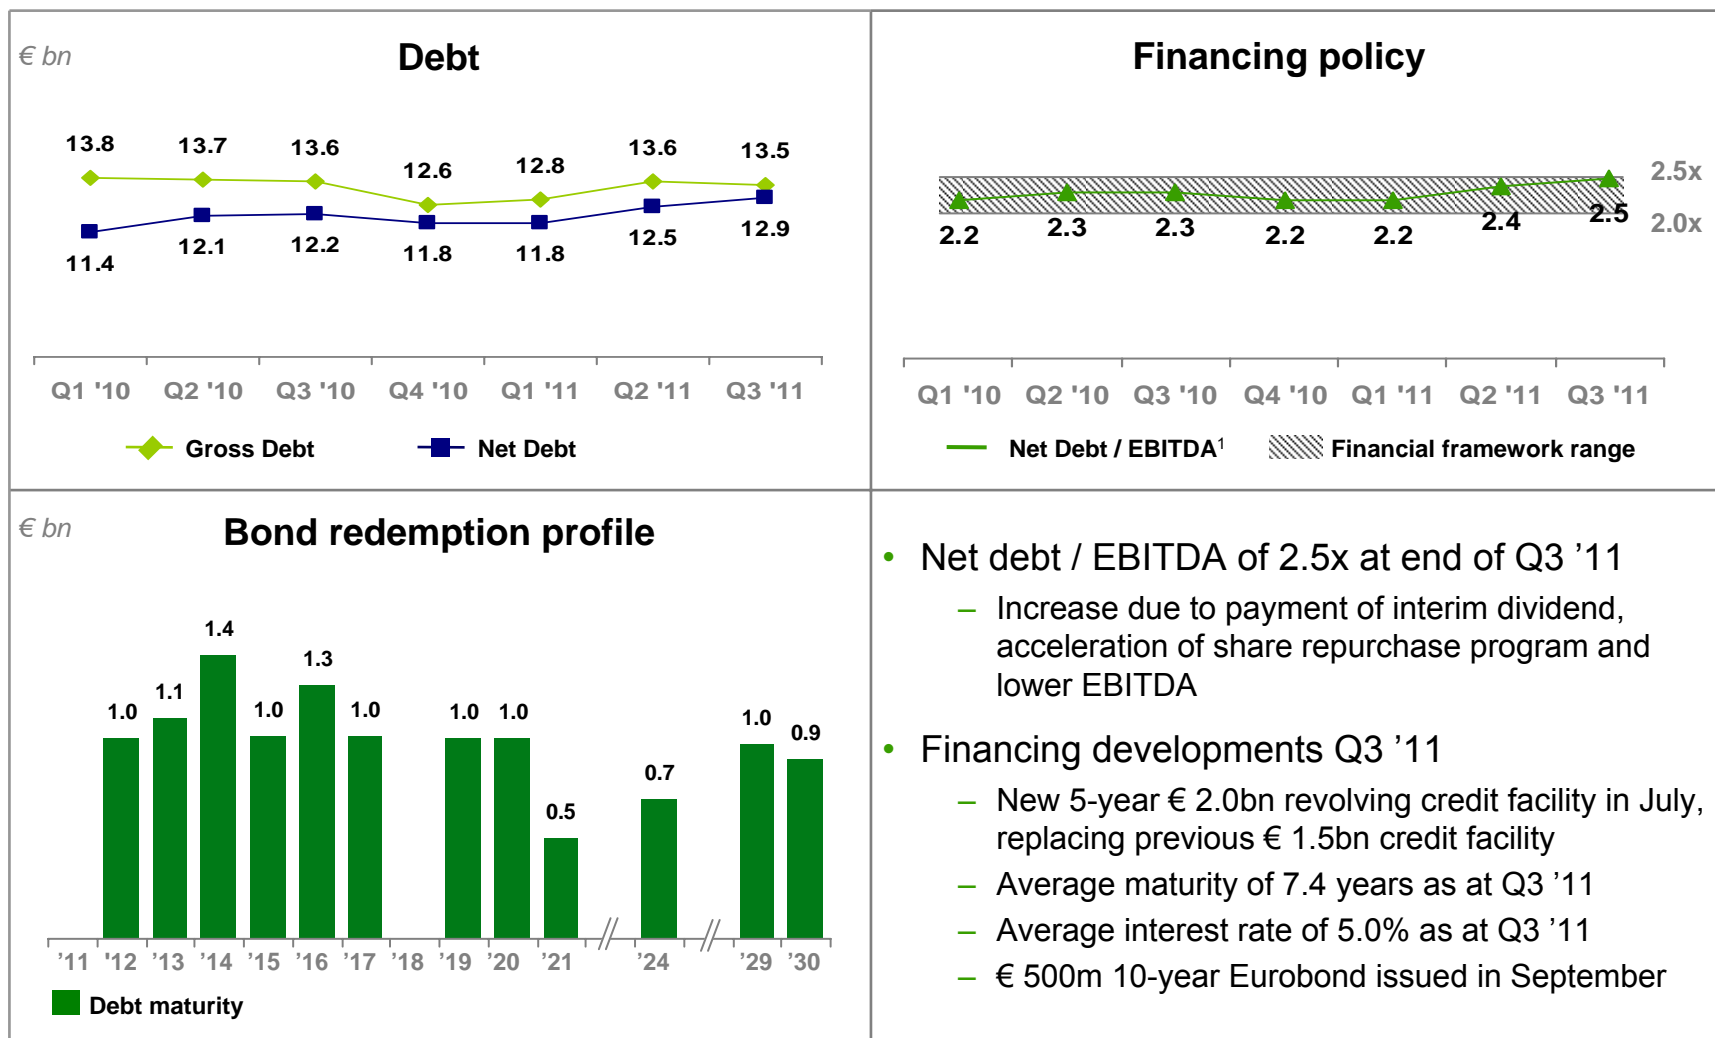 € bn
Debt
13.8 13.7 13.6 12.6 12.8 13.6 13.5
11.4 12.1 12.2 11.8 11.8 12.5 12.9
Q1 '10 Q2 '10 Q3 '10 Q4 '10 Q1 '11 Q2 '11 Q3 '11
Gross Debt Net Debt
Financing policy
2.5x
2.0x
2.2 2.3 2.3 2.2 2.2 2.4 2.5
Q1 '10 Q2 '10 Q3 '10 Q4 '10 Q1 '11 Q2 '11 Q3 '11
Net Debt / EBITDA¹ Financial framework range
€ bn
Bond redemption profile
1.0 1.1 1.4 1.0 1.3 1.0 1.0 1.0 0.5 0.7 1.0 0.9
’11 '12 ’13 ’14 ’15 ’16 ’17 ’18 ’19 ’20 ’21 ’24 ’29 ’30
Debt maturity
• Net debt / EBITDA of 2.5x at end of Q3 ’11
– Increase due to payment of interim dividend,
acceleration of share repurchase program and
lower EBITDA
• Financing developments Q3 ’11
– New 5-year € 2.0bn revolving credit facility in July,
replacing previous € 1.5bn credit facility
– Average maturity of 7.4 years as at Q3 ’11
– Average interest rate of 5.0% as at Q3 ’11
– € 500m 10-year Eurobond issued in September